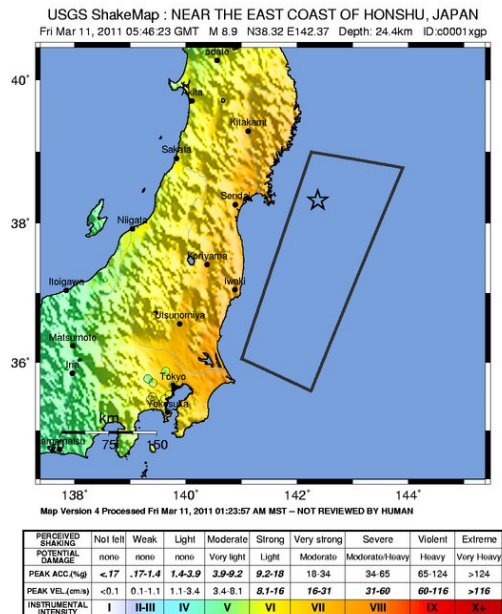 USGS ShakeMap : NEAR THE EAST COAST OF HONSHU, JAPAN
Fri Mar 11, 2011 05:46:23 GMT M 8.9 N38.32 E142.37 Depth: 24.4km ID:c0001xgp
40°
Akita
Kitakami
Sakata
38°
Sendai
Niigata
Koriyama
Itoigawa
Iwaki
Utsunomiya
Matsumoto
36°
Tokyo
Yokosuka
km
75 150
138° 140° 142° 144°
Map Version 4 Processed Fri Mar 11, 2011 01:23:57 AM MST -- NOT REVIEWED BY HUMAN
PERCEIVED SHAKING Not felt Weak Light Moderate Strong Very strong Severe Violent Extreme
POTENTIAL DAMAGE none none none Very light Light Moderate Moderate/Heavy Heavy Very Heavy
PEAK ACC.(%g) <.17 .17-1.4 1.4-3.9 3.9-9.2 9.2-18 18-34 34-65 65-124 >124
PEAK VEL.(cm/s) <0.1 0.1-1.1 1.1-3.4 3.4-8.1 8.1-16 16-31 31-60 60-116 >116
INSTRUMENTAL INTENSITY I II-III IV V VI VII VIII IX X+